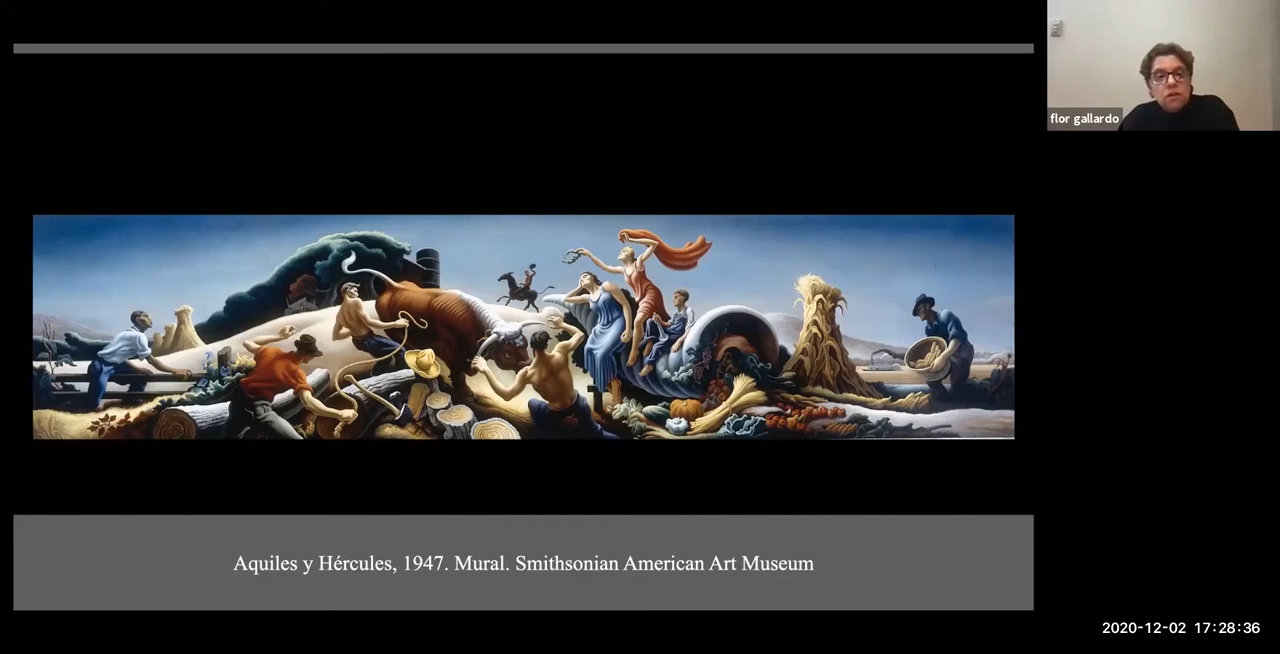 flor gallardo
Aquiles y Hércules, 1947. Mural. Smithsonian American Art Museum
2020-12-02 17:28:36